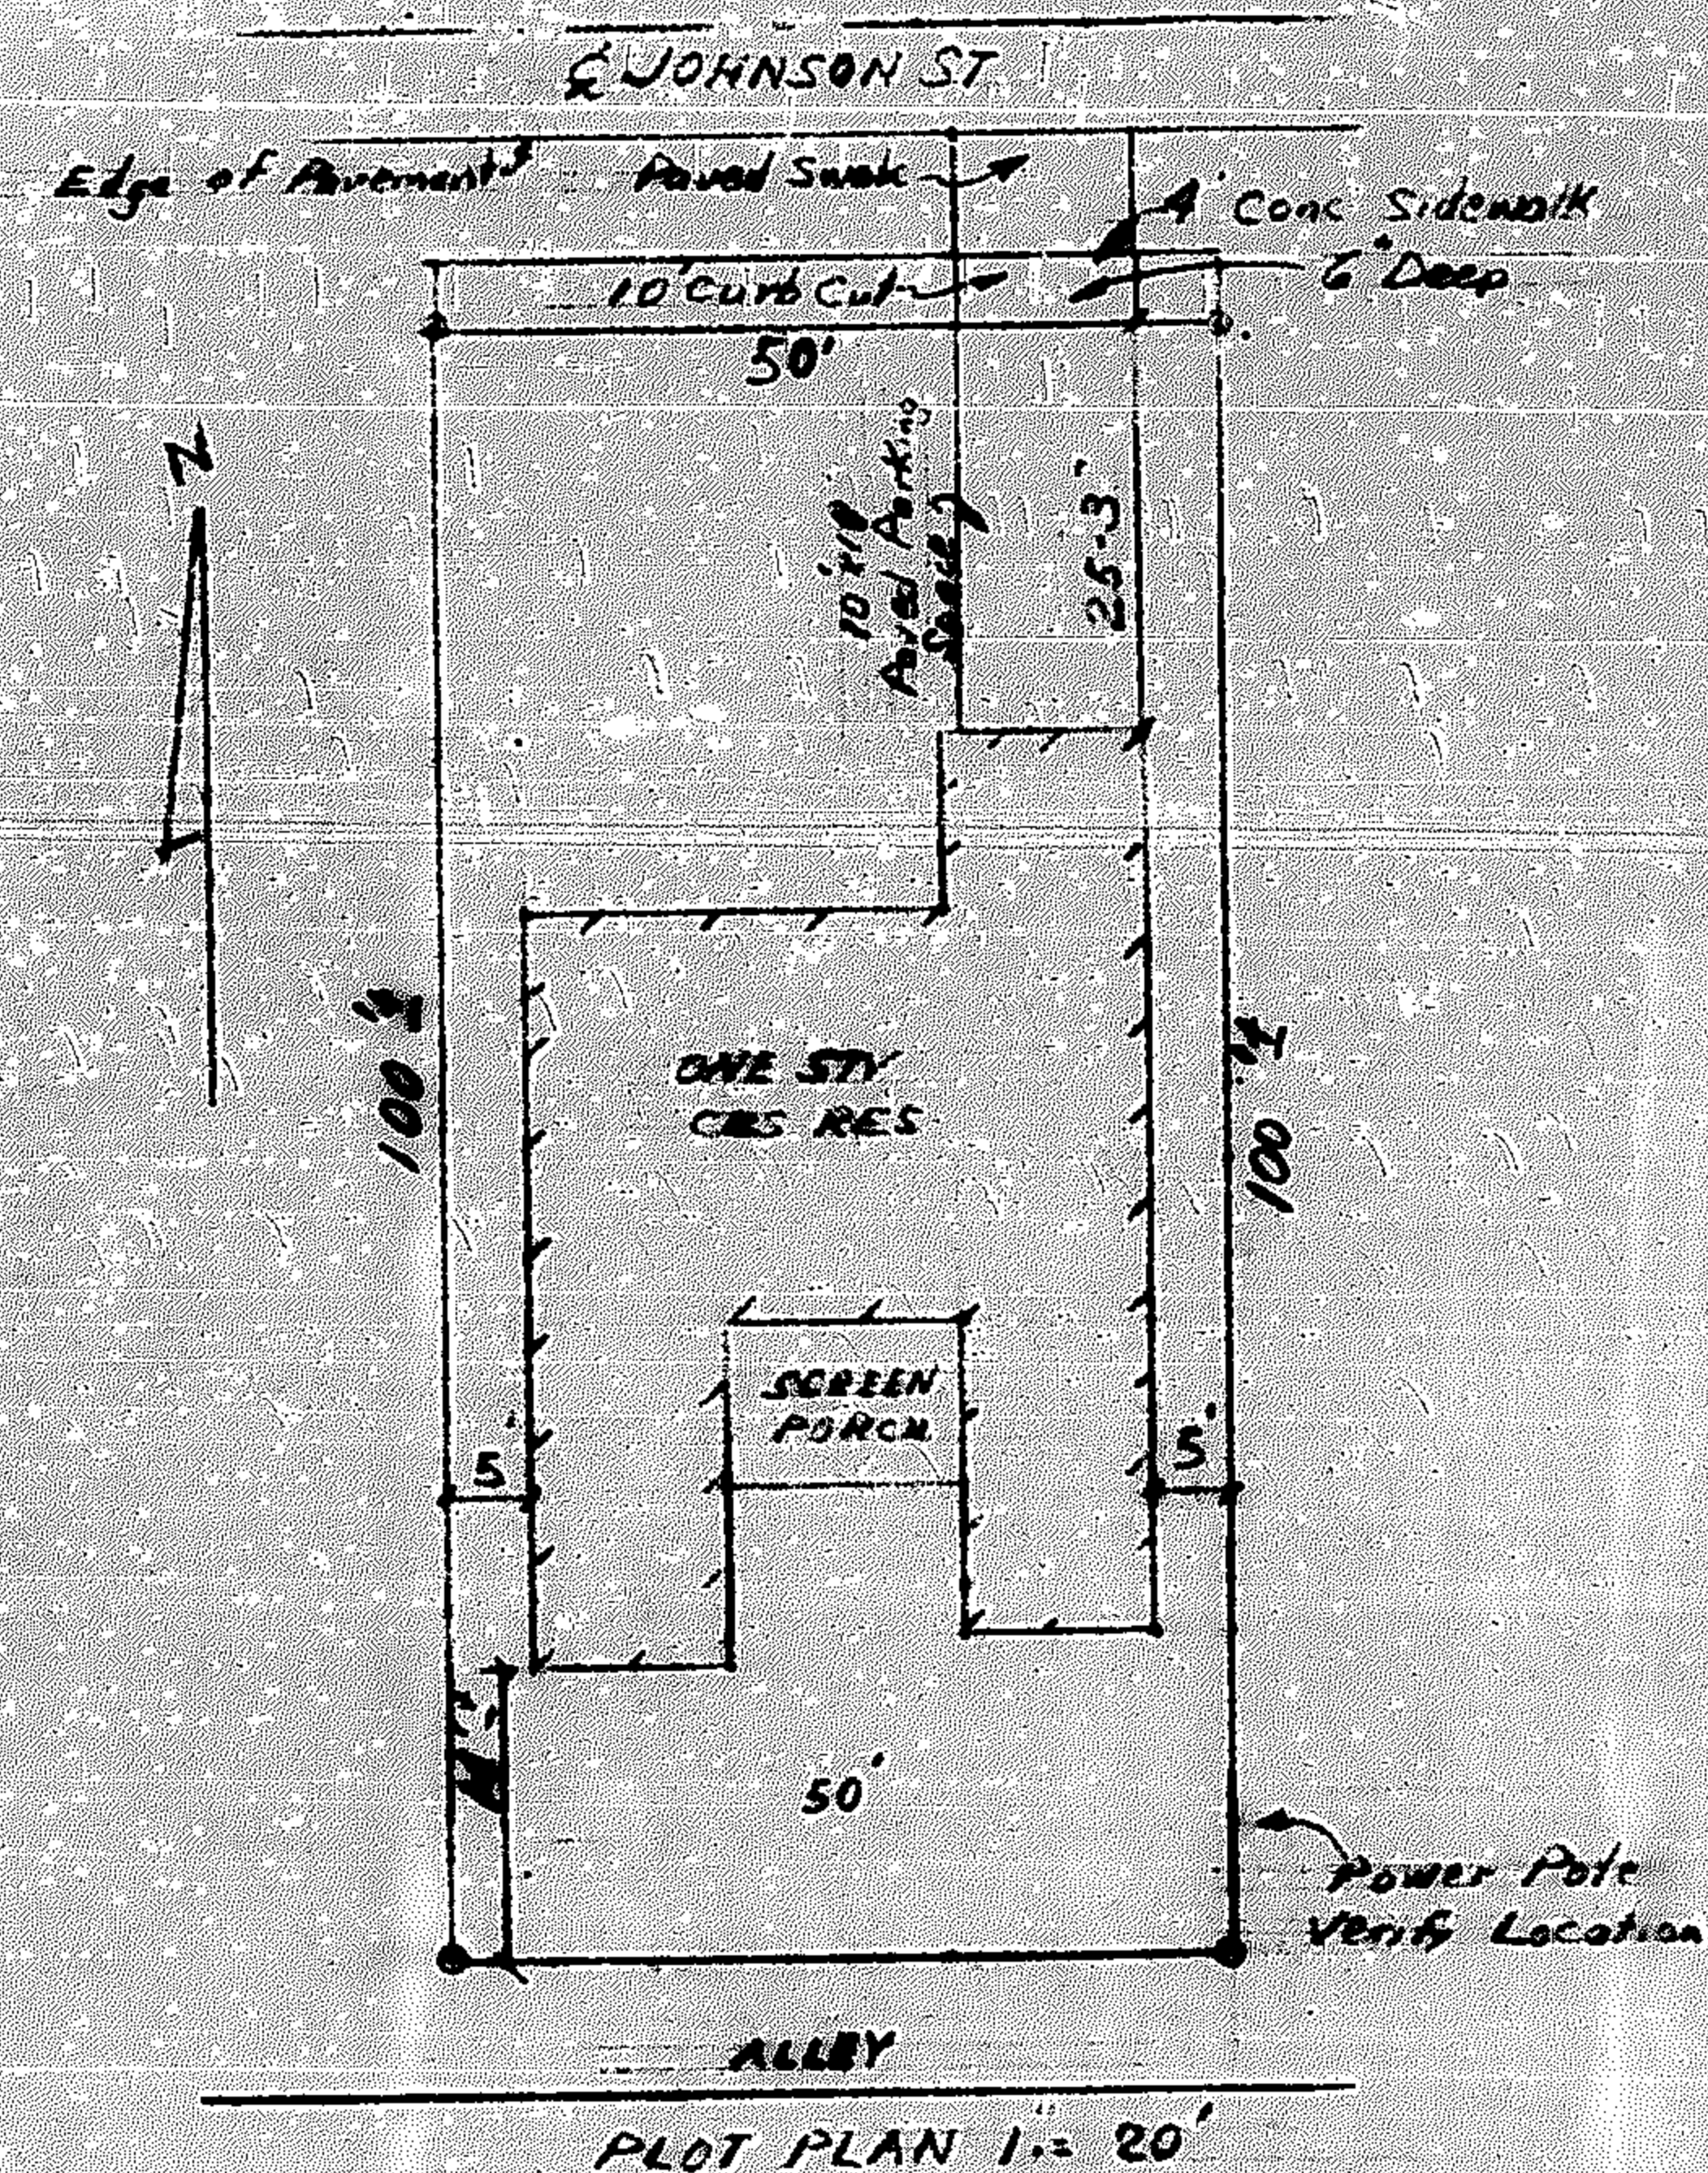 ℄ JOHNSON ST.
Edge of Pavement
Paved Swale
4' Conc Sidewalk
6" Deep
10' Curb Cut
50'
N
Paved Parking
Space
25'-3"
100
100
ONE STY
CBS RES
SCREEN
PORCH
5'
5'
50'
Power Pole
Verify Location
ALLEY
PLOT PLAN 1" = 20'